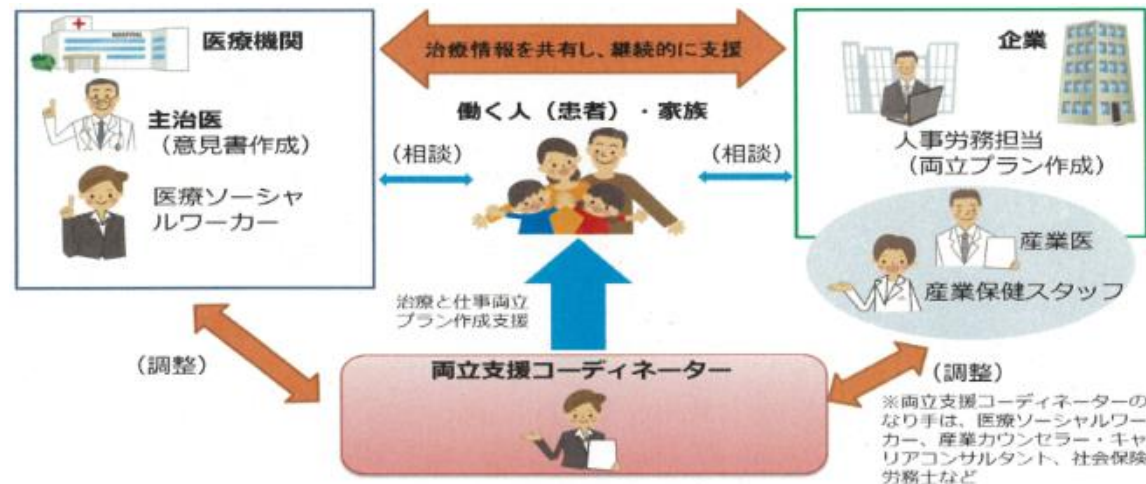 医療機関
主治医
（意見書作成）
医療ソーシャ
ルワーカー
治療情報を共有し、継続的に支援
働く人（患者）・家族
（相談）
（相談）
企業
人事労務担当
（両立プラン作成）
産業医
産業保健スタッフ
治療と仕事両立
プラン作成支援
（調整）
両立支援コーディネーター
（調整）
※両立支援コーディネーターの
なり手は、医療ソーシャルワー
カー、産業カウンセラー・キャ
リアコンサルタント、社会保険
労務士など